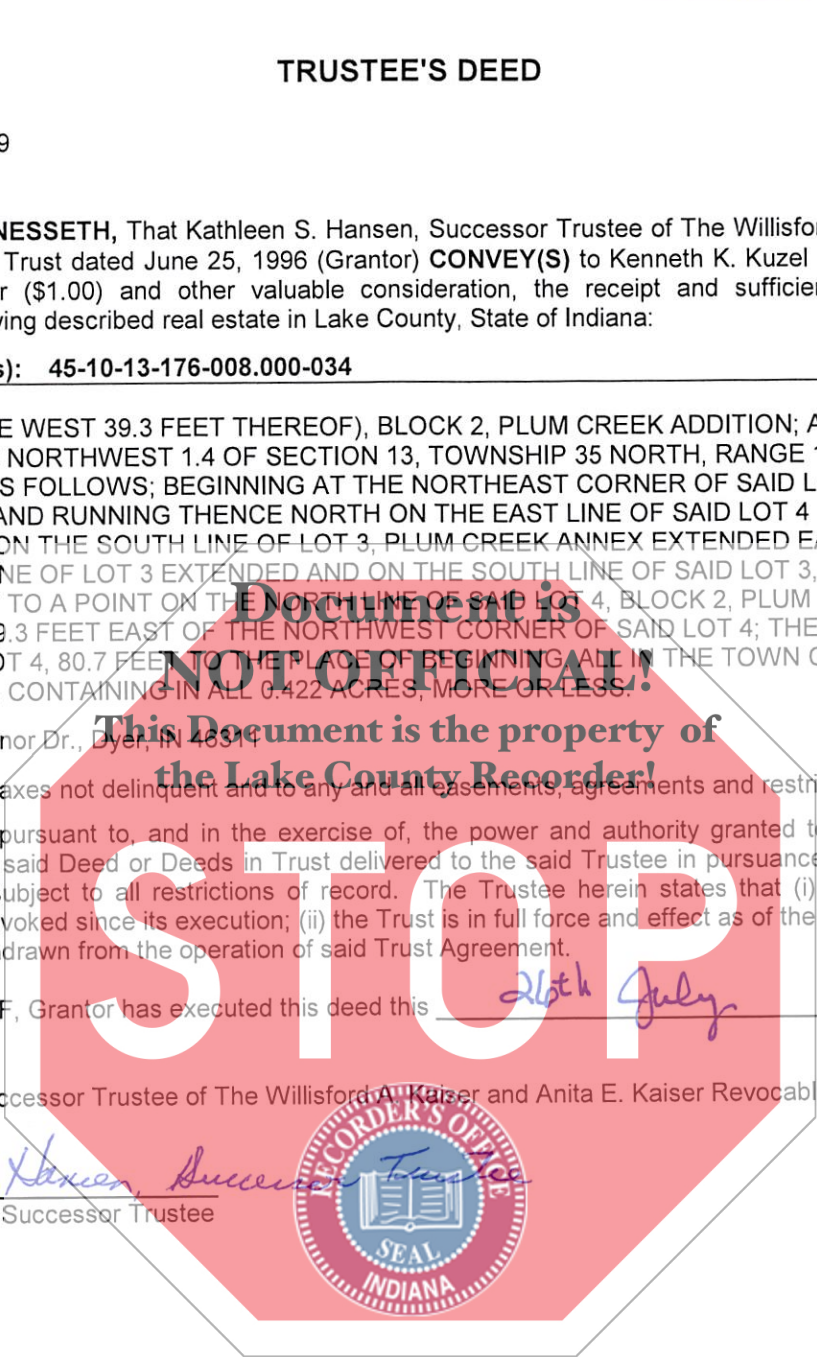 TRUSTEE'S DEED
9
NESSETH, That Kathleen S. Hansen, Successor Trustee of The Willisfor
Trust dated June 25, 1996 (Grantor) CONVEY(S) to Kenneth K. Kuzel
r ($1.00) and other valuable consideration, the receipt and sufficien
ving described real estate in Lake County, State of Indiana:
s): 45-10-13-176-008.000-034
E WEST 39.3 FEET THEREOF), BLOCK 2, PLUM CREEK ADDITION; A
NORTHWEST 1.4 OF SECTION 13, TOWNSHIP 35 NORTH, RANGE 1
S FOLLOWS; BEGINNING AT THE NORTHEAST CORNER OF SAID L
AND RUNNING THENCE NORTH ON THE EAST LINE OF SAID LOT 4
ON THE SOUTH LINE OF LOT 3, PLUM CREEK ANNEX EXTENDED EA
NE OF LOT 3 EXTENDED AND ON THE SOUTH LINE OF SAID LOT 3,
TO A POINT ON THE NORTH LINE OF SAID LOT 4, BLOCK 2, PLUM
9.3 FEET EAST OF THE NORTHWEST CORNER OF SAID LOT 4; THE
OT 4, 80.7 FEET TO THE PLACE OF BEGINNING, ALL IN THE TOWN O
CONTAINING IN ALL 0.422 ACRES, MORE OR LESS.
Document is
NOT OFFICIAL!
This Document is the property of
the Lake County Recorder!
nor Dr., Dyer, IN 46311
axes not delinquent and to any and all easements, agreements and restri
pursuant to, and in the exercise of, the power and authority granted to
said Deed or Deeds in Trust delivered to the said Trustee in pursuance
ubject to all restrictions of record. The Trustee herein states that (i)
voked since its execution; (ii) the Trust is in full force and effect as of the
drawn from the operation of said Trust Agreement.
STOP
F, Grantor has executed this deed this 26th July
ccessor Trustee of The Willisford A. Kaiser and Anita E. Kaiser Revocabl
Hansen, Successor Trustee
Successor Trustee
RECORDER'S OFFICE
SEAL
INDIANA